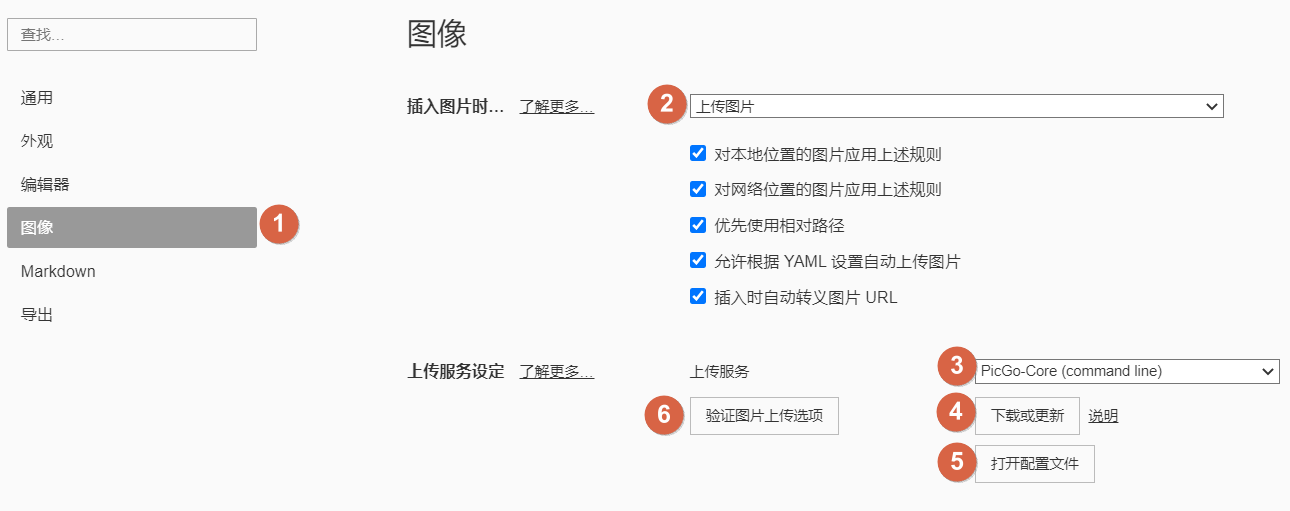 查找...
通用
外观
编辑器
图像
1
Markdown
导出
图像
插入图片时... 了解更多...
2
上传图片
对本地位置的图片应用上述规则
对网络位置的图片应用上述规则
优先使用相对路径
允许根据 YAML 设置自动上传图片
插入时自动转义图片 URL
上传服务设定 了解更多...
上传服务
3
PicGo-Core (command line)
6
验证图片上传选项
4
下载或更新 说明
5
打开配置文件